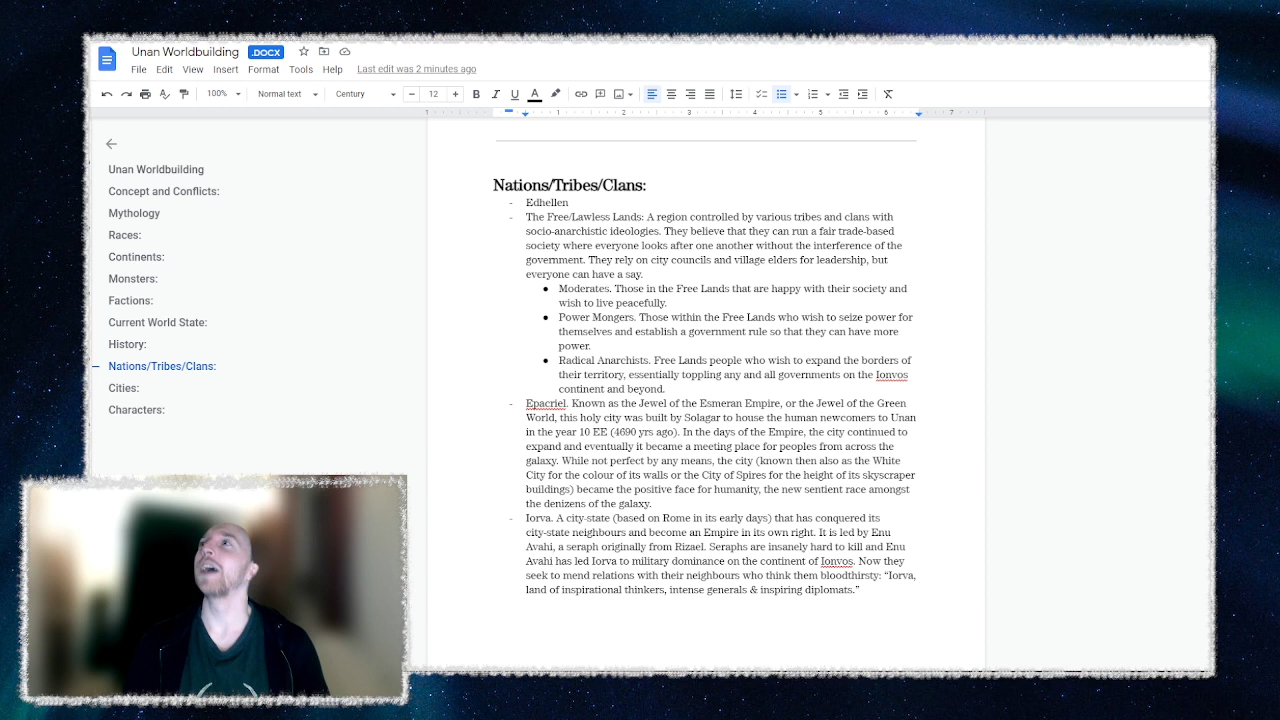 Unan Worldbuilding .DOCX
File Edit View Insert Format Tools Help Last edit was 2 minutes ago
100% Normal text Century 12 B I U A
1 1 2 3 4 5 6 7
Unan Worldbuilding
Concept and Conflicts:
Mythology
Races:
Continents:
Monsters:
Factions:
Current World State:
History:
Nations/Tribes/Clans:
Cities:
Characters:
Nations/Tribes/Clans:
- Edhellen
- The Free/Lawless Lands: A region controlled by various tribes and clans with
socio-anarchistic ideologies. They believe that they can run a fair trade-based
society where everyone looks after one another without the interference of the
government. They rely on city councils and village elders for leadership, but
everyone can have a say.
● Moderates. Those in the Free Lands that are happy with their society and
wish to live peacefully.
● Power Mongers. Those within the Free Lands who wish to seize power for
themselves and establish a government rule so that they can have more
power.
● Radical Anarchists. Free Lands people who wish to expand the borders of
their territory, essentially toppling any and all governments on the Ionvos
continent and beyond.
- Epacriel. Known as the Jewel of the Esmeran Empire, or the Jewel of the Green
World, this holy city was built by Solagar to house the human newcomers to Unan
in the year 10 EE (4690 yrs ago). In the days of the Empire, the city continued to
expand and eventually it became a meeting place for peoples from across the
galaxy. While not perfect by any means, the city (known then also as the White
City for the colour of its walls or the City of Spires for the height of its skyscraper
buildings) became the positive face for humanity, the new sentient race amongst
the denizens of the galaxy.
- Iorva. A city-state (based on Rome in its early days) that has conquered its
city-state neighbours and become an Empire in its own right. It is led by Enu
Avahi, a seraph originally from Rizael. Seraphs are insanely hard to kill and Enu
Avahi has led Iorva to military dominance on the continent of Ionvos. Now they
seek to mend relations with their neighbours who think them bloodthirsty: “Iorva,
land of inspirational thinkers, intense generals & inspiring diplomats.”